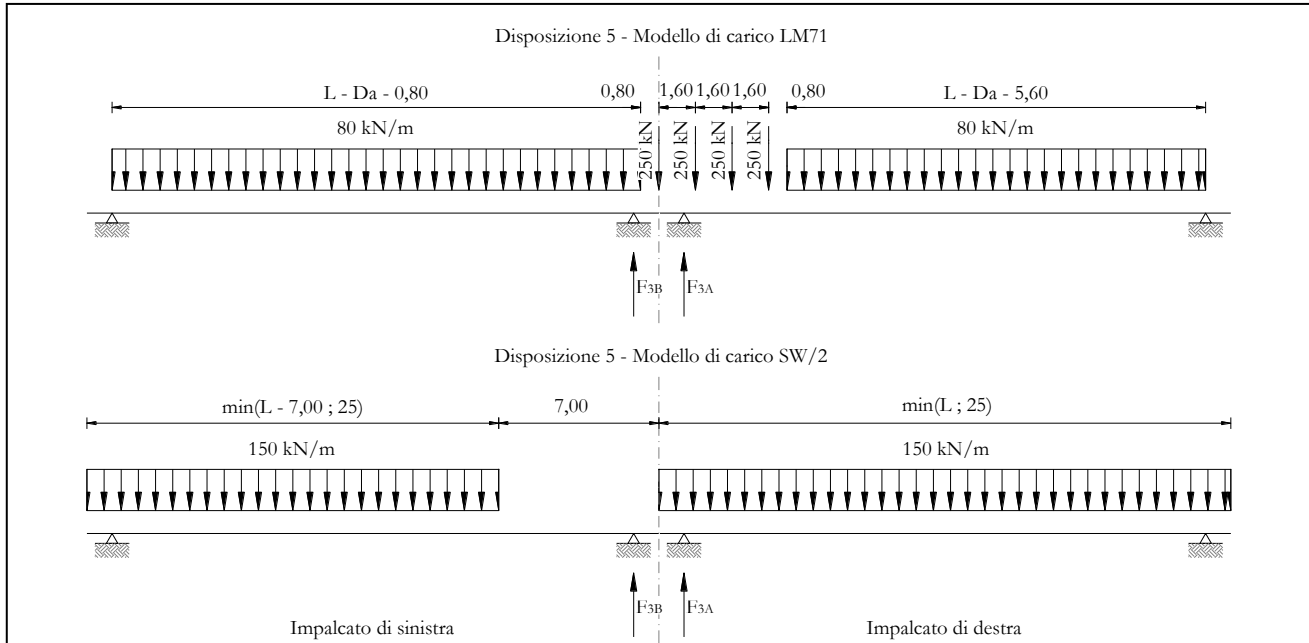 Disposizione 5 - Modello di carico LM71
L - Da - 0,80 0,80 1,60 1,60 1,60 0,80 L - Da - 5,60
80 kN/m 250 kN 250 kN 250 kN 250 kN 80 kN/m
F3B F3A
Disposizione 5 - Modello di carico SW/2
min(L - 7,00 ; 25) 7,00 min(L ; 25)
150 kN/m 150 kN/m
F3B F3A
Impalcato di sinistra Impalcato di destra